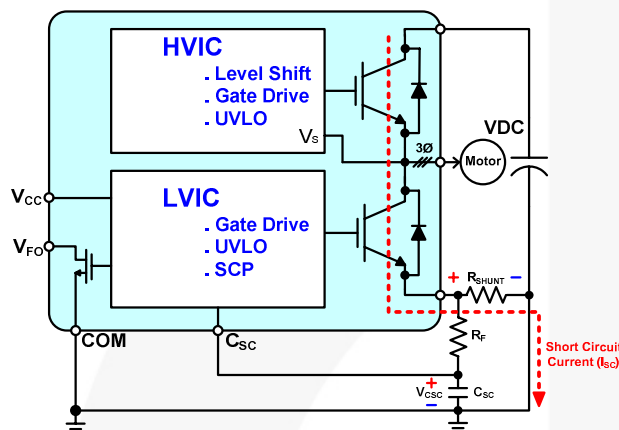 HVIC
. Level Shift
. Gate Drive
. UVLO
VS
3Ø
VDC
Motor
LVIC
. Gate Drive
. UVLO
. SCP
VCC
VFO
COM
CSC
+ RSHUNT –
RF
Short Circuit
Current (ISC)
VCSC
+
–
CSC